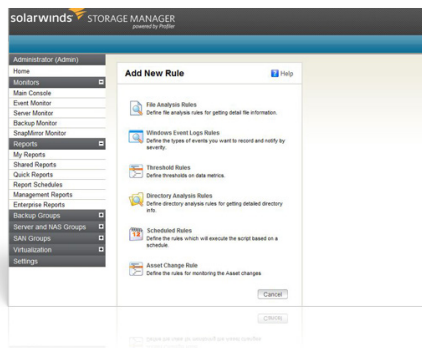 solarwinds STORAGE MANAGER
powered by Profiler
Administrator (Admin)
Home
Monitors
Main Console
Event Monitor
Server Monitor
Backup Monitor
SnapMirror Monitor
Reports
My Reports
Shared Reports
Quick Reports
Report Schedules
Management Reports
Enterprise Reports
Backup Groups
Server and NAS Groups
SAN Groups
Virtualization
Settings
Add New Rule
? Help
File Analysis Rules
Define file analysis rules for getting detail file information.
Windows Event Logs Rules
Define the types of events you want to record and notify by
severity.
Threshold Rules
Define thresholds on data metrics.
Directory Analysis Rules
Define directory analysis rules for getting detailed directory
info.
Scheduled Rules
Define the rules which will execute the script based on a
schedule.
Asset Change Rule
Define the rules for monitoring the Asset changes.
Cancel